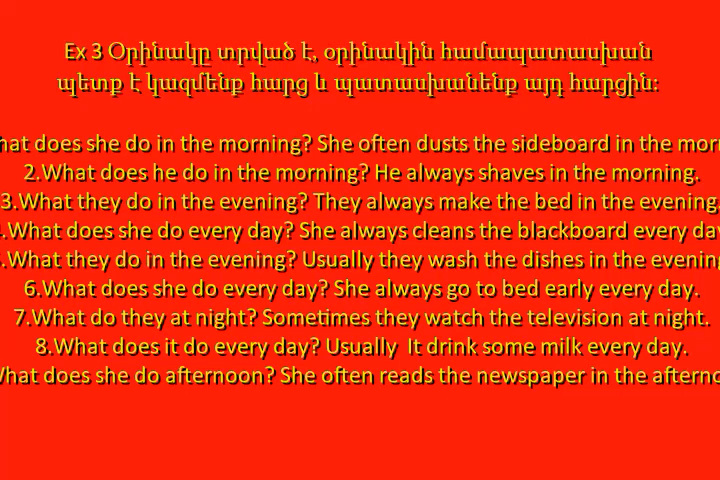 Ex 3 Օրինակը տրված է, օրինակին համապատասխան
պետք է կազմենք հարց և պատասխանենք այդ հարցին:
What does she do in the morning? She often dusts the sideboard in the
2.What does he do in the morning? He always shaves in the morning.
3.What they do in the evening? They always make the bed in the evening.
.What does she do every day? She always cleans the blackboard every day
.What they do in the evening? Usually they wash the dishes in the evening
6.What does she do every day? She always go to bed early every day.
7.What do they at night? Sometimes they watch the television at night.
8.What does it do every day? Usually It drink some milk every day.
What does she do afternoon? She often reads the newspaper in the